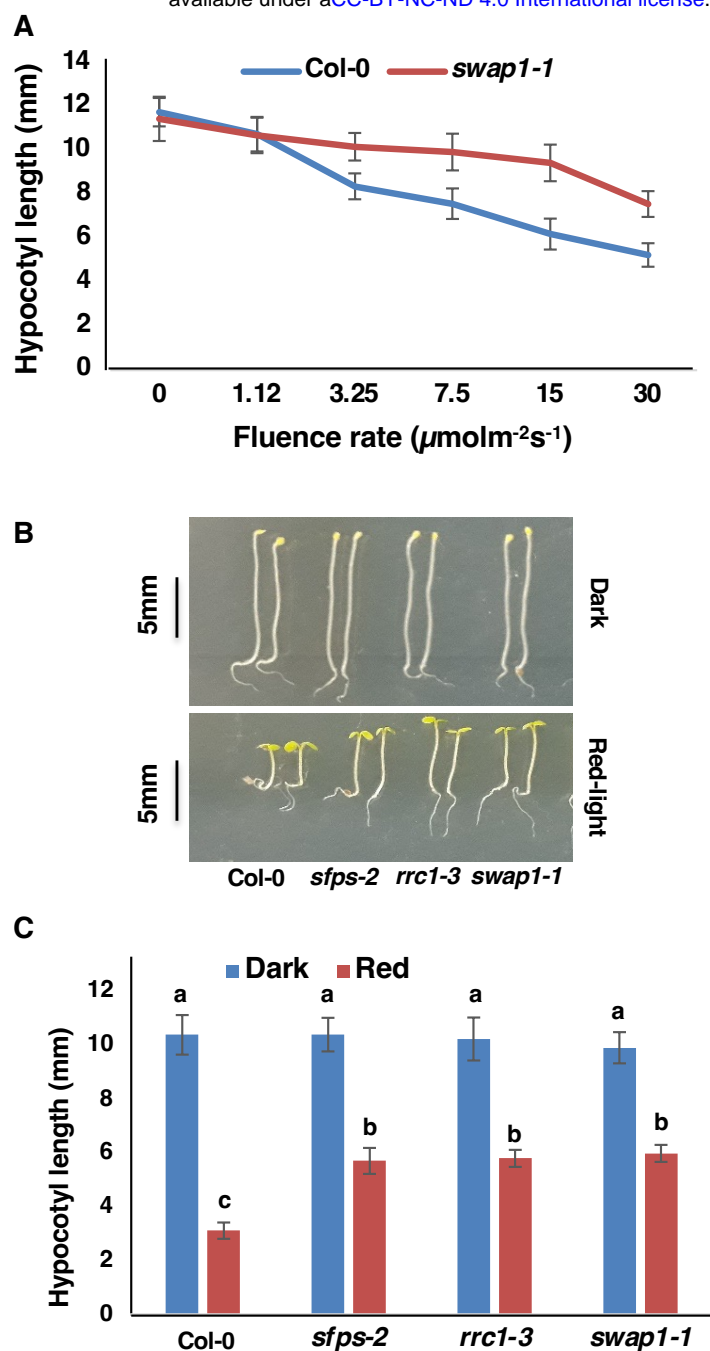 available under aCC-BY-NC-ND 4.0 International license.
A
Col-0 swap1-1
Hypocotyl length (mm)
14
12
10
8
6
4
2
0
0 1.12 3.25 7.5 15 30
Fluence rate (µmolm-2s-1)
B
5mm
Dark
5mm
Red-light
Col-0 sfps-2 rrc1-3 swap1-1
C
Dark Red
Hypocotyl length (mm)
12
10
8
6
4
2
0
a a a a
c b b b
Col-0 sfps-2 rrc1-3 swap1-1